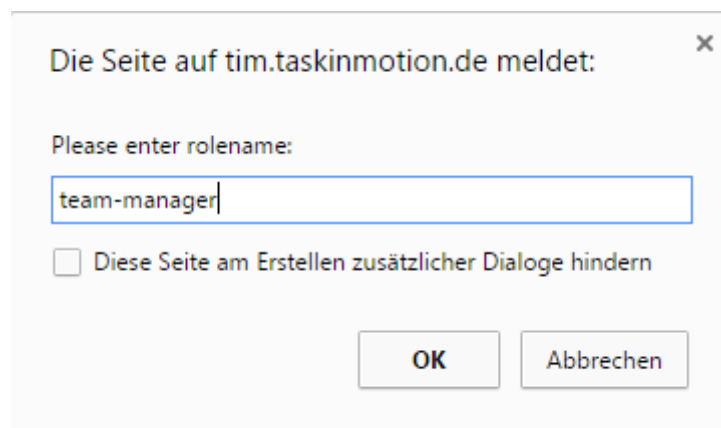 Die Seite auf tim.taskinmotion.de meldet:
Please enter rolename:
team-manager
Diese Seite am Erstellen zusätzlicher Dialoge hindern
OK Abbrechen